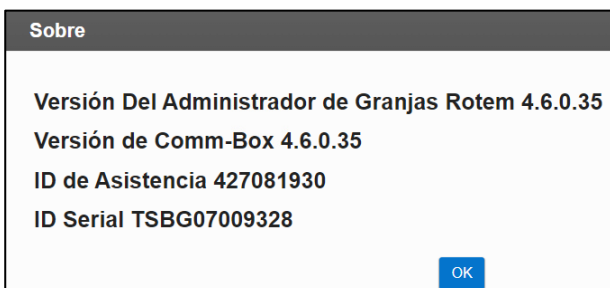 Sobre
Versión Del Administrador de Granjas Rotem 4.6.0.35
Versión de Comm-Box 4.6.0.35
ID de Asistencia 427081930
ID Serial TSBG07009328
OK